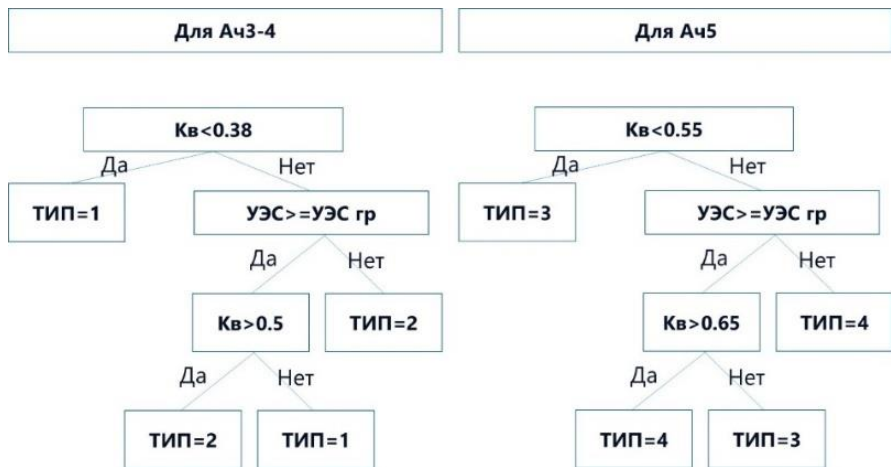 Для Ач3-4
Для Ач5
Кв<0.38
Кв<0.55
Да
Нет
Да
Нет
ТИП=1
УЭС>=УЭС гр
ТИП=3
УЭС>=УЭС гр
Да
Нет
Да
Нет
Кв>0.5
ТИП=2
Кв>0.65
ТИП=4
Да
Нет
Да
Нет
ТИП=2
ТИП=1
ТИП=4
ТИП=3